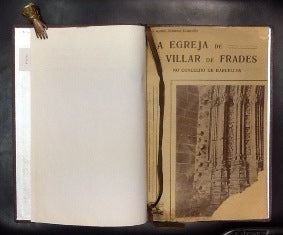 A EGREJA DE
VILLAR DE FRADES
NO CONCELHO DE BARCELLOS